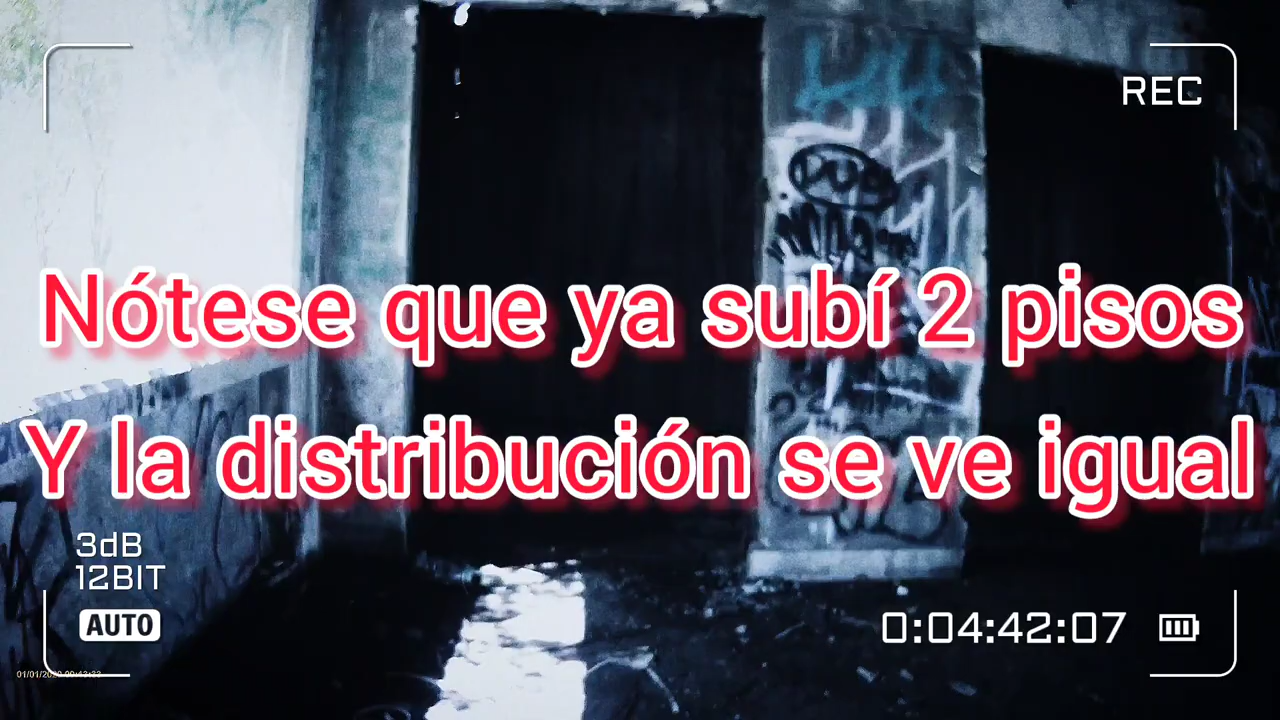 REC
Nótese que ya subí 2 pisos
Y la distribución se ve igual
3dB
12BIT
AUTO
0:04:42:07